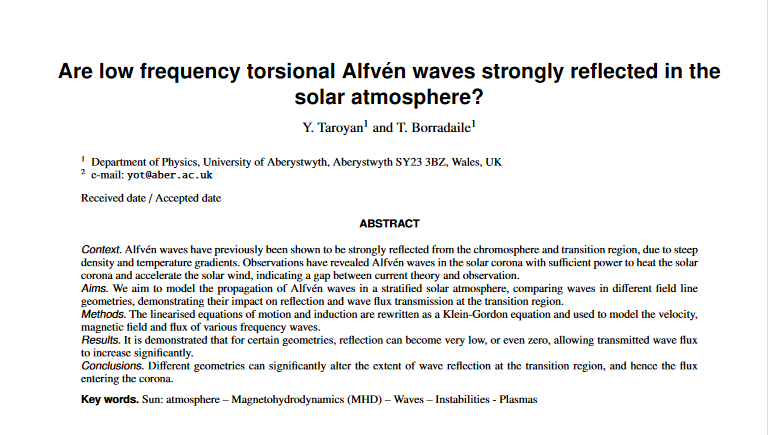 Are low frequency torsional Alfvén waves strongly reflected in the
solar atmosphere?
Y. Taroyan1 and T. Borradaile1
1 Department of Physics, University of Aberystwyth, Aberystwyth SY23 3BZ, Wales, UK
2 e-mail: yot@aber.ac.uk
Received date / Accepted date
ABSTRACT
Context. Alfvén waves have previously been shown to be strongly reflected from the chromosphere and transition region, due to steep
density and temperature gradients. Observations have revealed Alfvén waves in the solar corona with sufficient power to heat the solar
corona and accelerate the solar wind, indicating a gap between current theory and observation.
Aims. We aim to model the propagation of Alfvén waves in a stratified solar atmosphere, comparing waves in different field line
geometries, demonstrating their impact on reflection and wave flux transmission at the transition region.
Methods. The linearised equations of motion and induction are rewritten as a Klein-Gordon equation and used to model the velocity,
magnetic field and flux of various frequency waves.
Results. It is demonstrated that for certain geometries, reflection can become very low, or even zero, allowing transmitted wave flux
to increase significantly.
Conclusions. Different geometries can significantly alter the extent of wave reflection at the transition region, and hence the flux
entering the corona.
Key words. Sun: atmosphere – Magnetohydrodynamics (MHD) – Waves – Instabilities - Plasmas